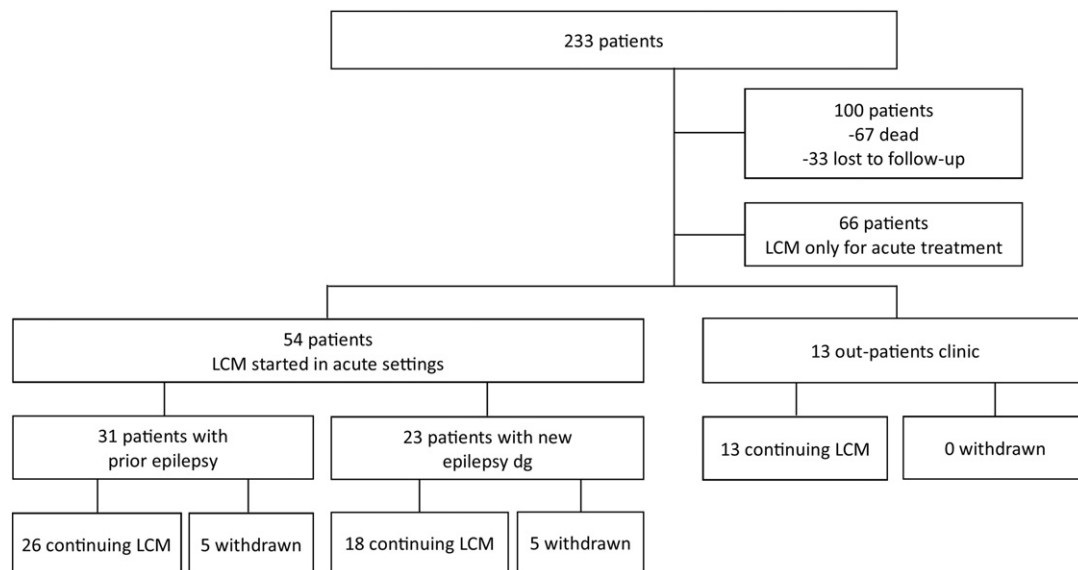 233 patients
100 patients
-67 dead
-33 lost to follow-up
66 patients
LCM only for acute treatment
54 patients
LCM started in acute settings
13 out-patients clinic
31 patients with
prior epilepsy
23 patients with new
epilepsy dg
13 continuing LCM
0 withdrawn
26 continuing LCM
5 withdrawn
18 continuing LCM
5 withdrawn